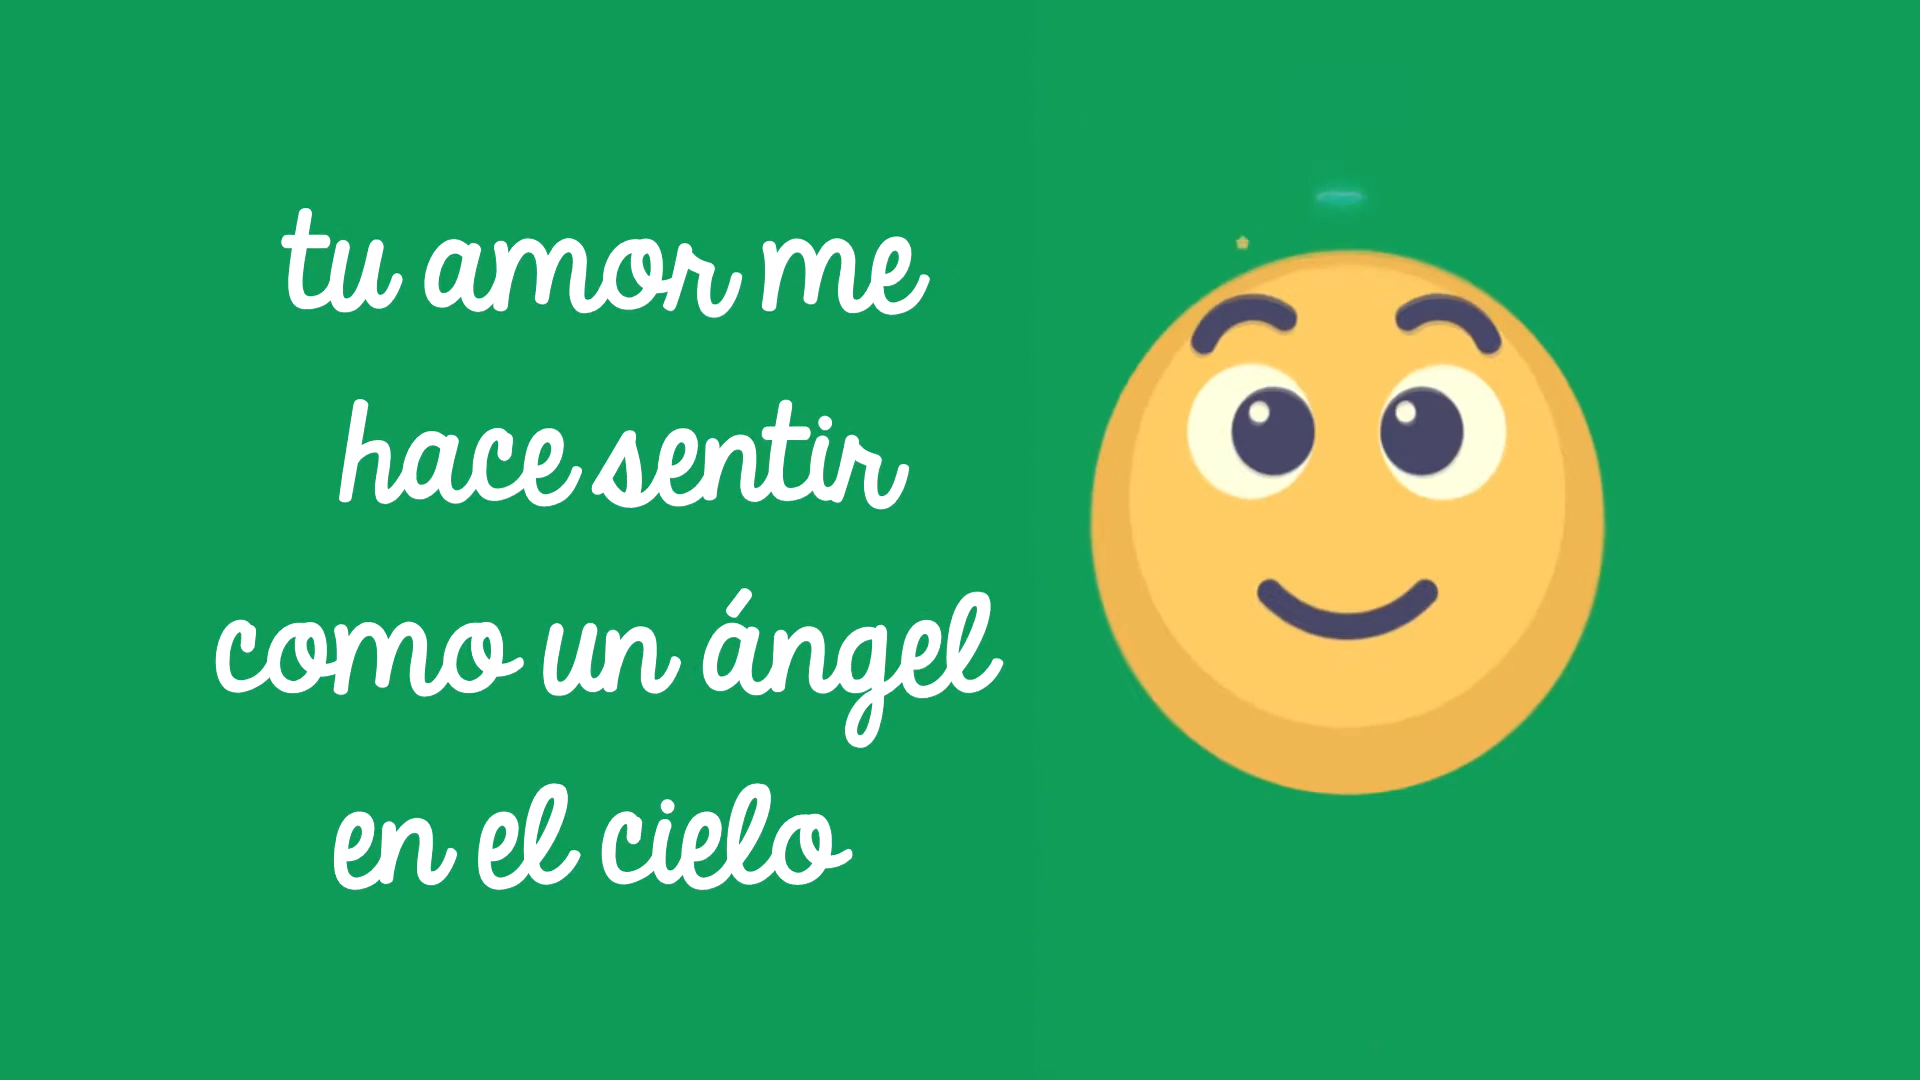 tu amor me
hace sentir
como un ángel
en el cielo